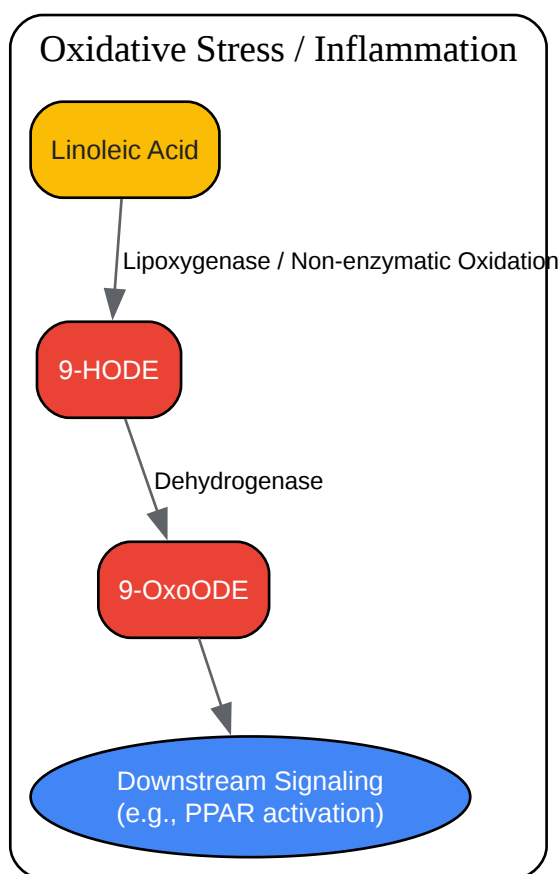 Oxidative Stress / Inflammation
Linoleic Acid
Lipoxygenase / Non-enzymatic Oxidation
9-HODE
Dehydrogenase
9-OxoODE
Downstream Signaling
(e.g., PPAR activation)